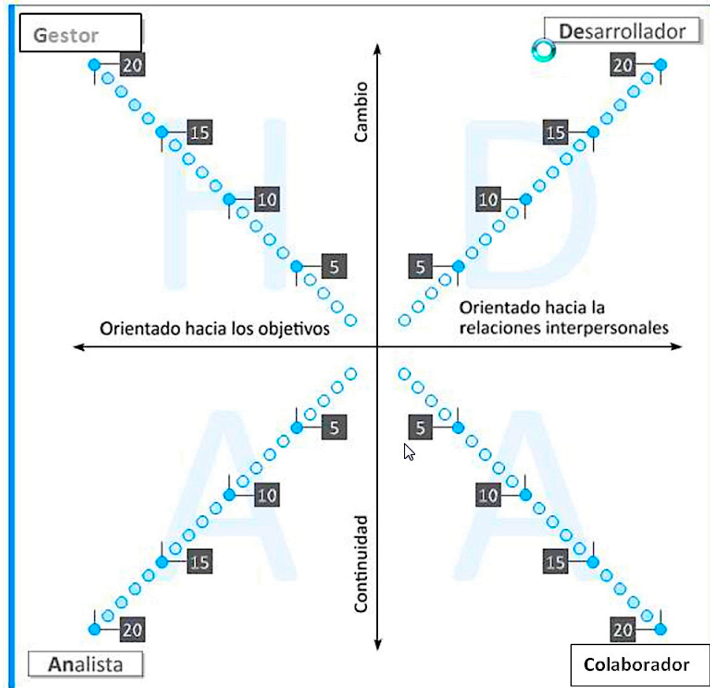 Gestor
Desarrollador
20
20
Cambio
15
15
H
D
10
10
5
5
Orientado hacia la
relaciones interpersonales
Orientado hacia los objetivos
5
5
A
A
10
10
Continuidad
15
15
20
20
Analista
Colaborador